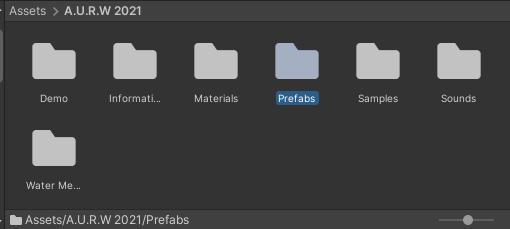 Assets > A.U.R.W 2021
Demo Informati... Materials Prefabs Samples Sounds
Water Me...
Assets/A.U.R.W 2021/Prefabs